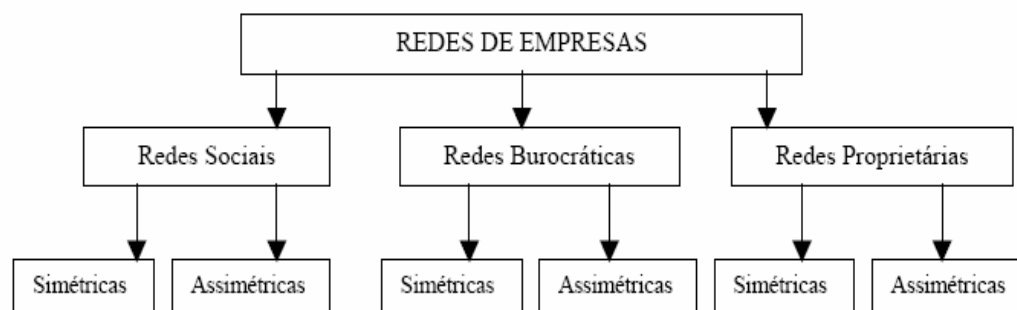 REDES DE EMPRESAS
Redes Sociais
Redes Burocráticas
Redes Proprietárias
Simétricas
Assimétricas
Simétricas
Assimétricas
Simétricas
Assimétricas